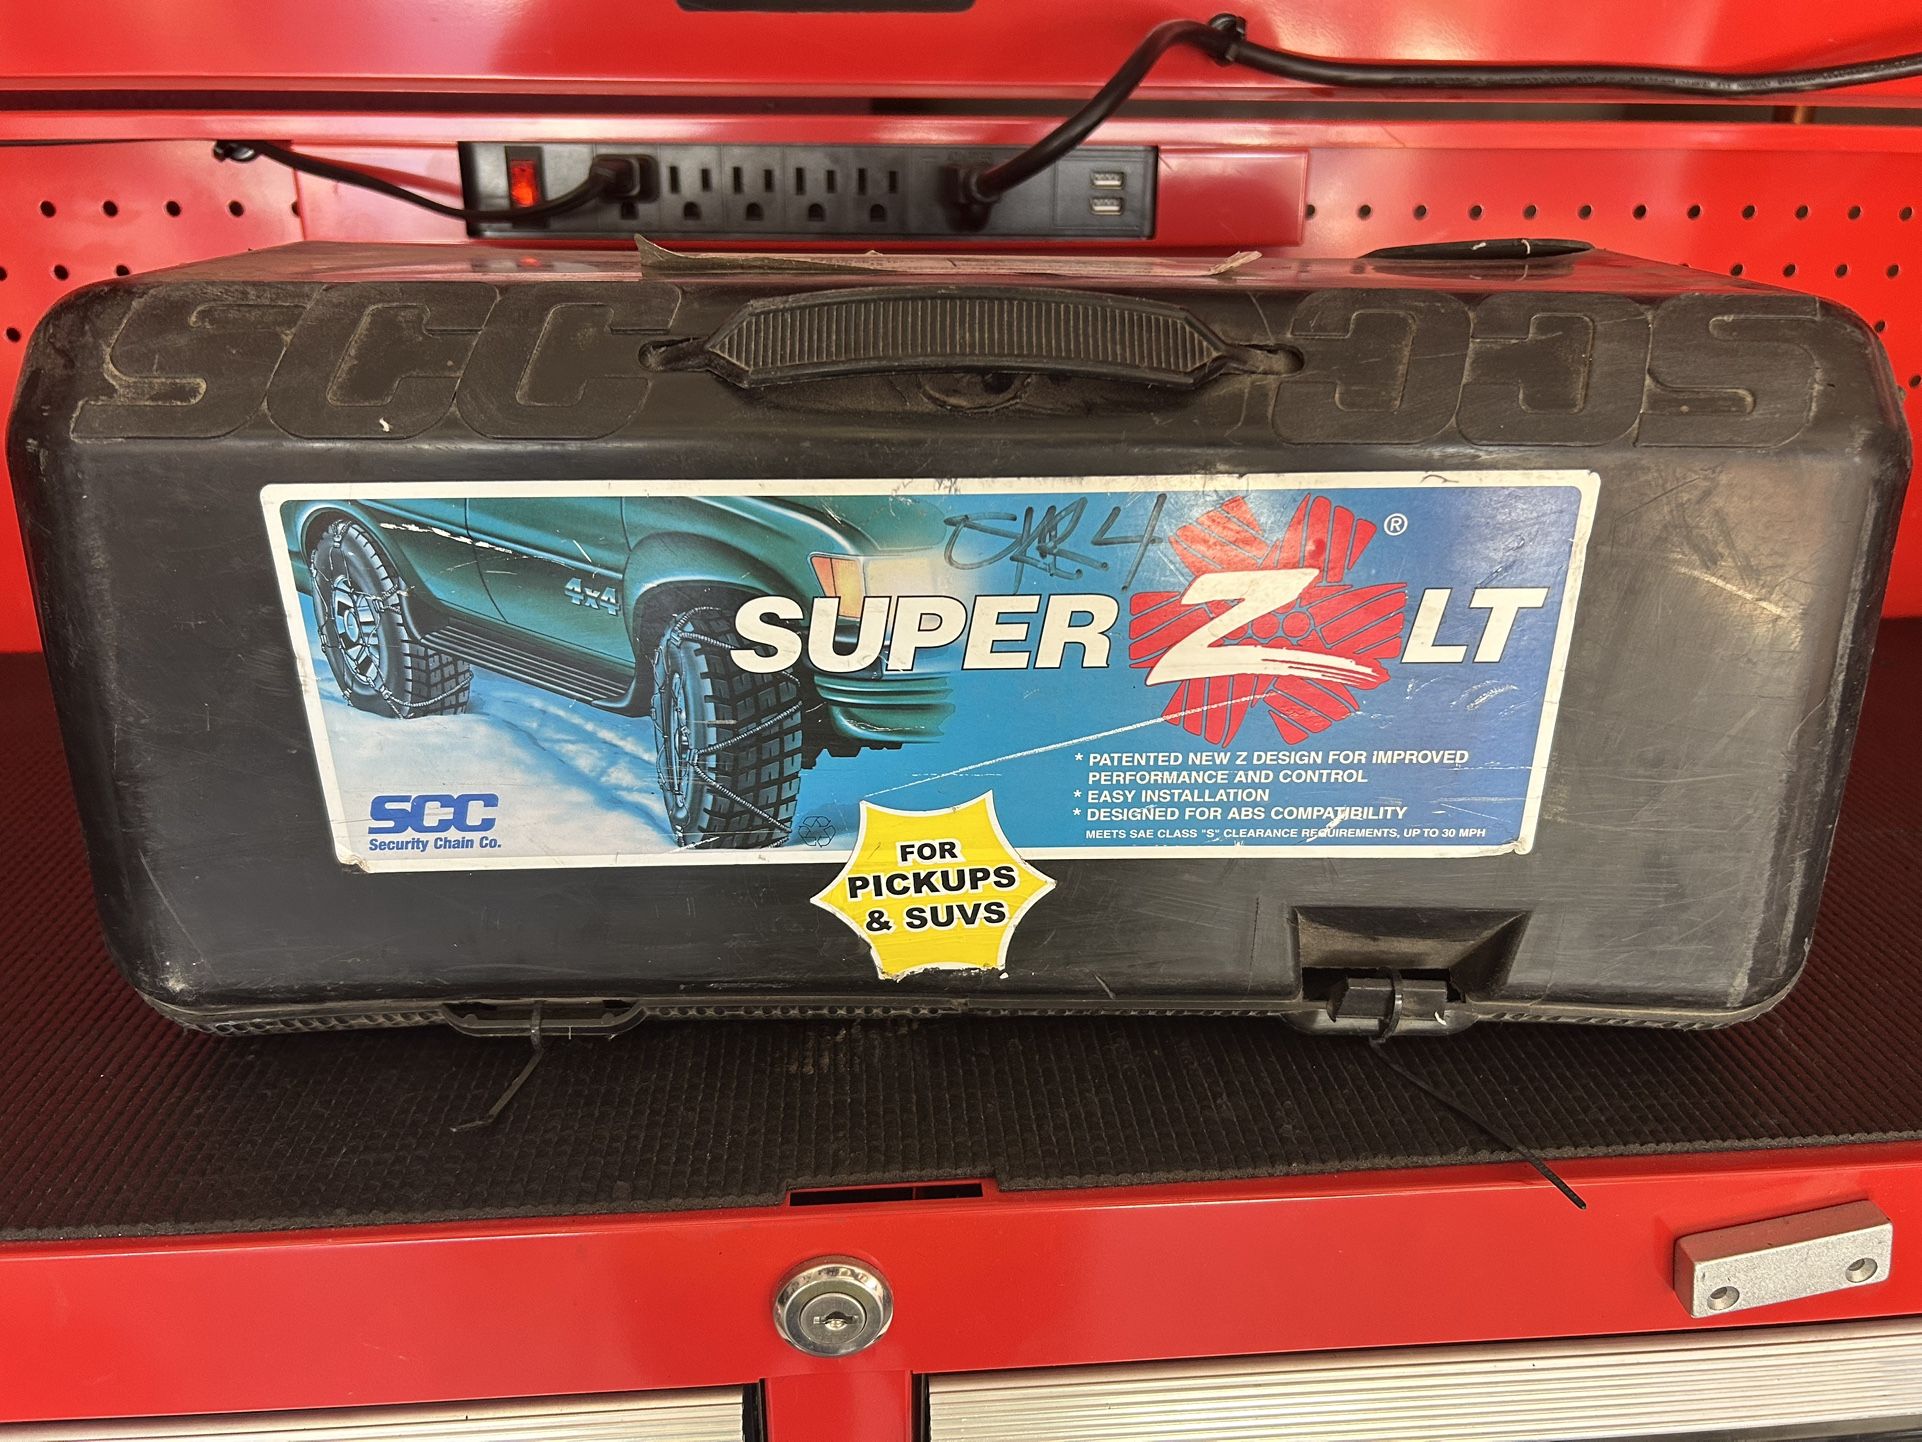 SCC
SCC
4x4
®
SUPER Z LT
* PATENTED NEW Z DESIGN FOR IMPROVED
PERFORMANCE AND CONTROL
* EASY INSTALLATION
* DESIGNED FOR ABS COMPATIBILITY
MEETS SAE CLASS "S" CLEARANCE REQUIREMENTS, UP TO 30 MPH
SCC
Security Chain Co.
FOR
PICKUPS
& SUVS